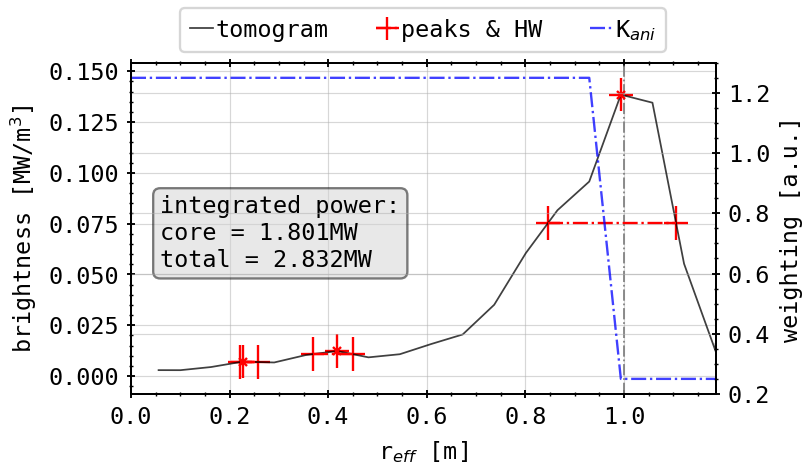 tomogram peaks & HW K_ani
brightness [MW/m³]
0.150
0.125
0.100
0.075
0.050
0.025
0.000
integrated power:
core = 1.801MW
total = 2.832MW
1.2
1.0
0.8
0.6
0.4
0.2
weighting [a.u.]
0.0 0.2 0.4 0.6 0.8 1.0
r_eff [m]